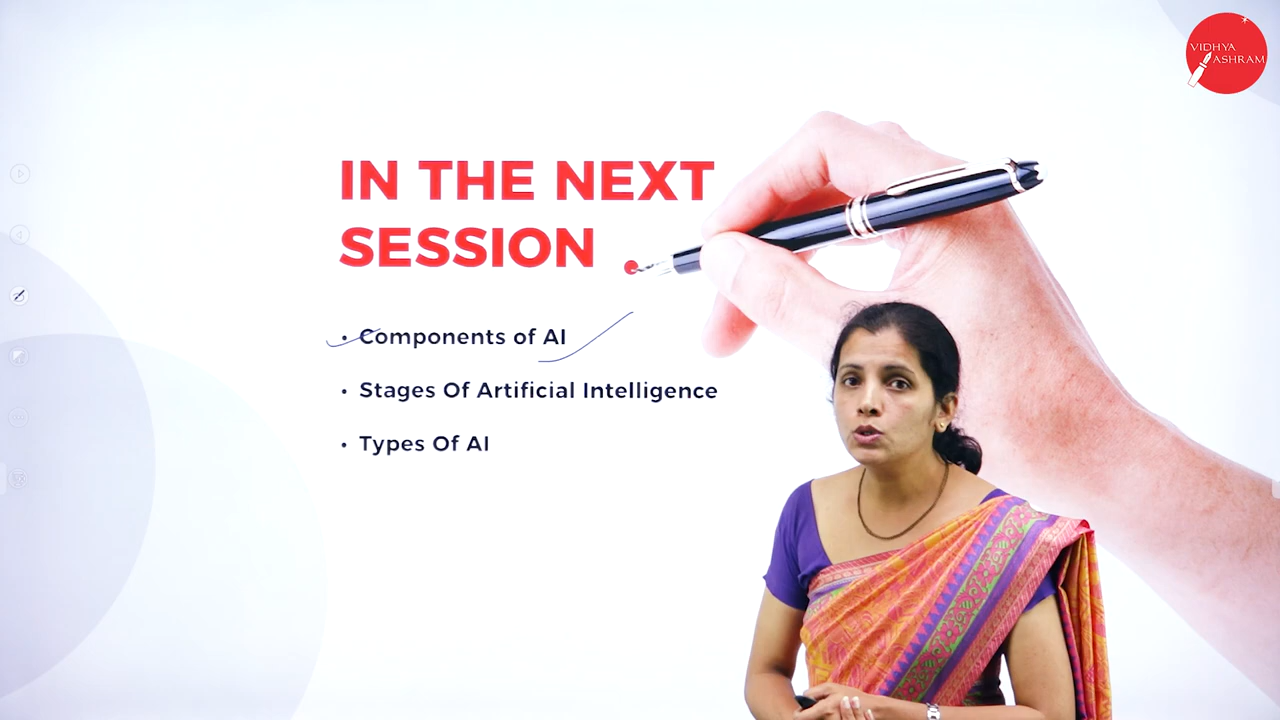 VIDHYA
ASHRAM
IN THE NEXT
SESSION
• Components of AI
• Stages Of Artificial Intelligence
• Types Of AI